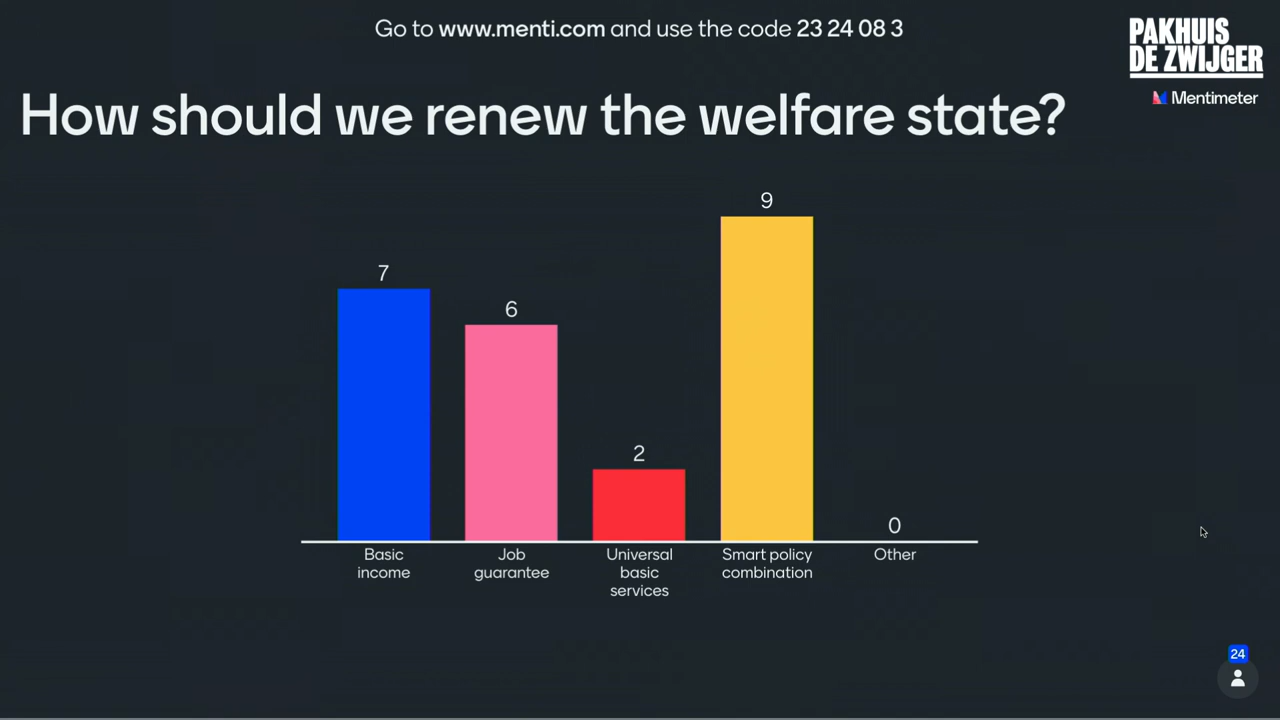 Go to www.menti.com and use the code 23 24 08 3
PAKHUIS
DE ZWIJGER
Mentimeter
How should we renew the welfare state?
9
7
6
2
0
Basic
income
Job
guarantee
Universal
basic
services
Smart policy
combination
Other
24